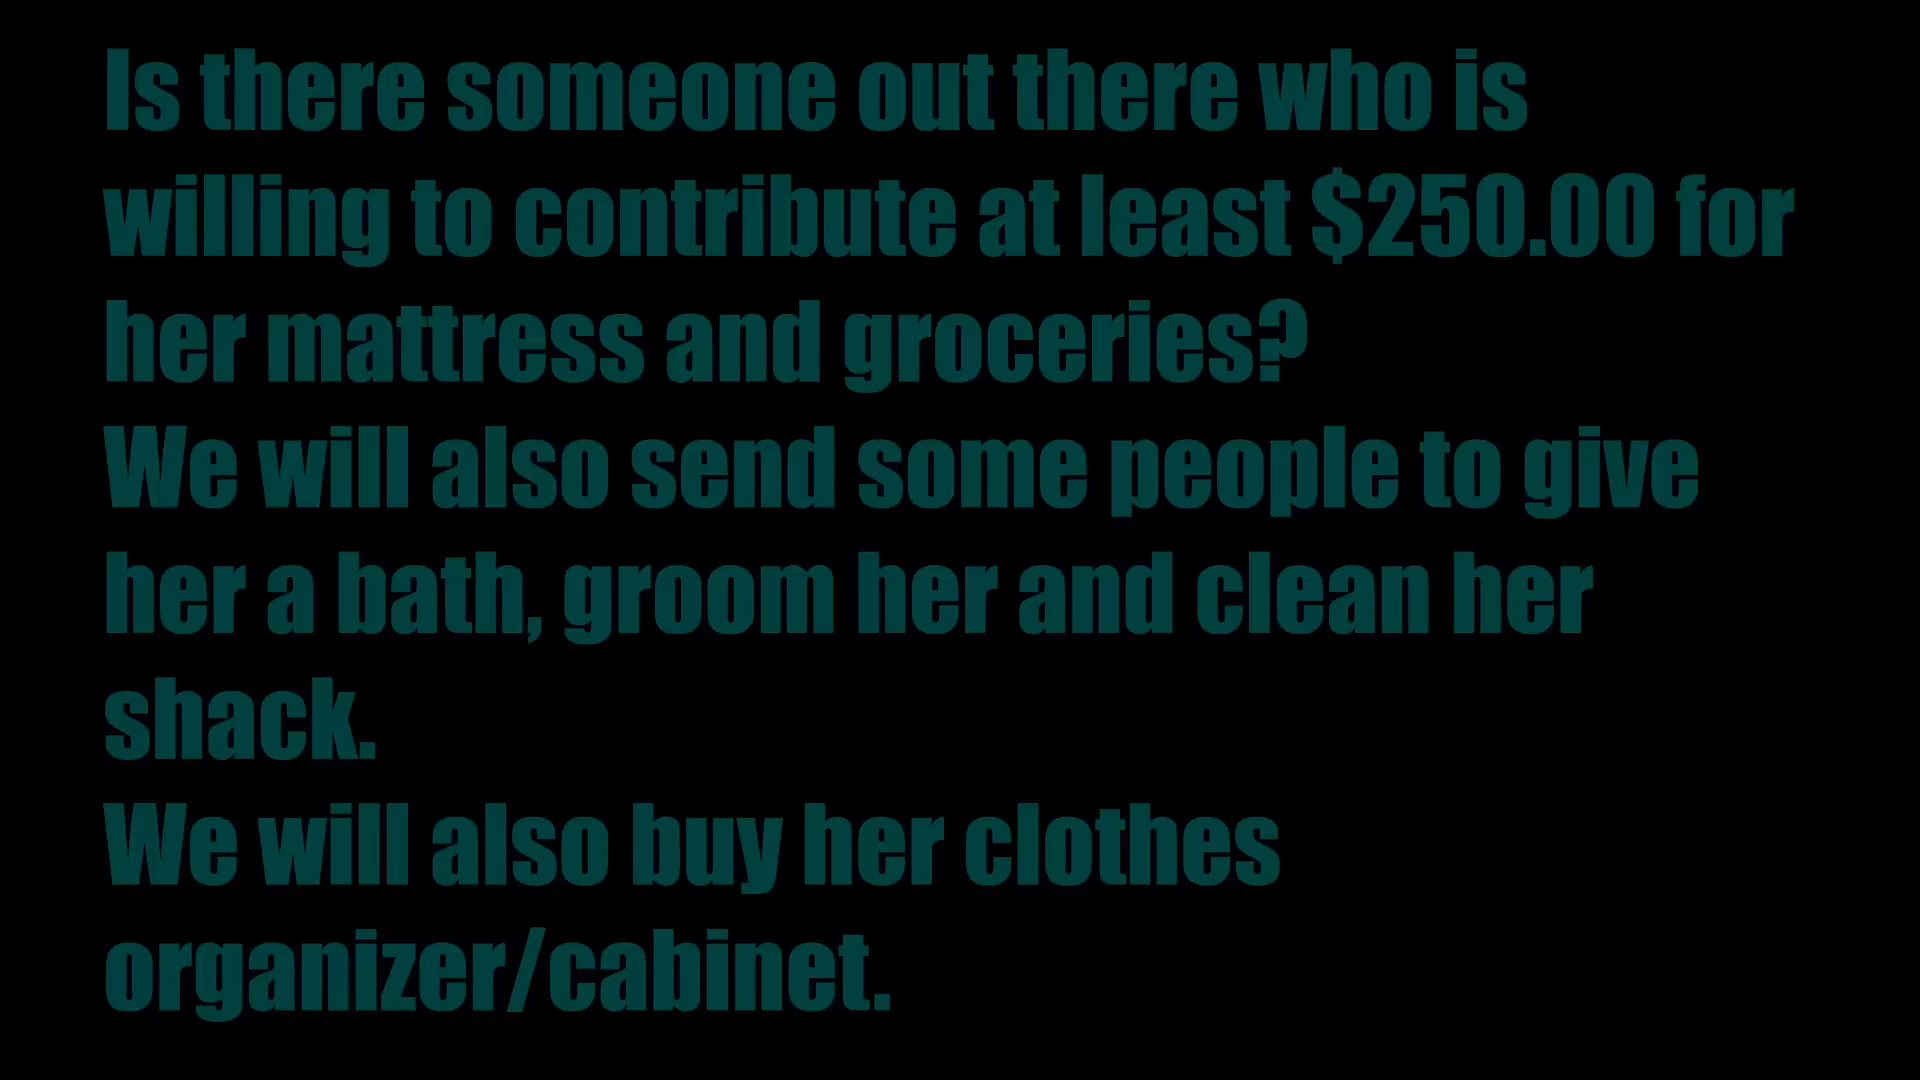 Is there someone out there who is
willing to contribute at least $250.00 for
her mattress and groceries?
We will also send some people to give
her a bath, groom her and clean her
shack.
We will also buy her clothes
organizer/cabinet.